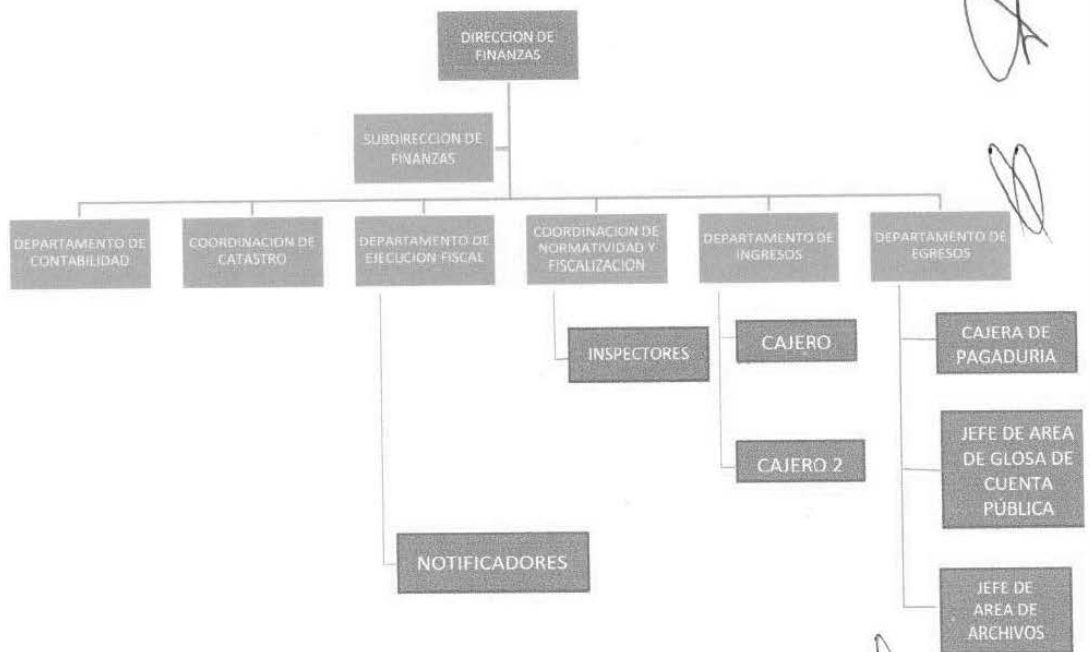 DIRECCION DE
FINANZAS
SUBDIRECCION DE
FINANZAS
DEPARTAMENTO DE
CONTABILIDAD
COORDINACION DE
CATASTRO
DEPARTAMENTO DE
EJECUCION FISCAL
COORDINACION DE
NORMATIVIDAD Y
FISCALIZACION
DEPARTAMENTO DE
INGRESOS
DEPARTAMENTO DE
EGRESOS
INSPECTORES
CAJERO
CAJERA DE
PAGADURIA
CAJERO 2
JEFE DE AREA
DE GLOSA DE
CUENTA
PÚBLICA
NOTIFICADORES
JEFE DE
AREA DE
ARCHIVOS